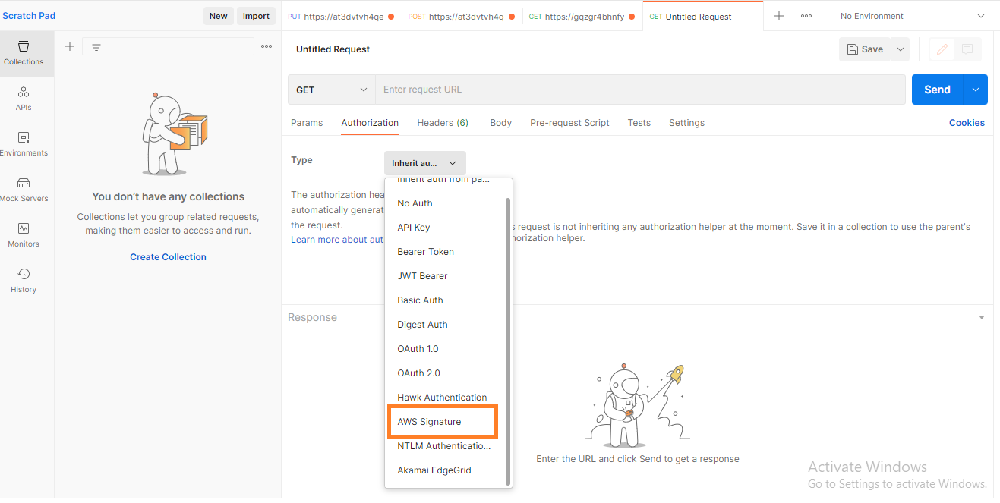 Scratch Pad
New
Import
PUT https://at3dvtvh4qe
POST https://at3dvtvh4q
GET https://gqzgr4bhnfy
GET Untitled Request
No Environment
Collections
APIs
Environments
Mock Servers
Monitors
History
You don't have any collections
Collections let you group related requests,
making them easier to access and run.
Create Collection
Untitled Request
Save
GET
Enter request URL
Send
Params
Authorization
Headers (6)
Body
Pre-request Script
Tests
Settings
Cookies
Type
Inherit au...
The authorization hea
automatically generat
the request.
Learn more about aut
Inherit auth from pa...
No Auth
API Key
Bearer Token
JWT Bearer
Basic Auth
Digest Auth
OAuth 1.0
OAuth 2.0
Hawk Authentication
AWS Signature
NTLM Authenticatio...
Akamai EdgeGrid
s request is not inheriting any authorization helper at the moment. Save it in a collection to use the parent's
horization helper.
Response
Enter the URL and click Send to get a response
Activate Windows
Go to Settings to activate Windows.